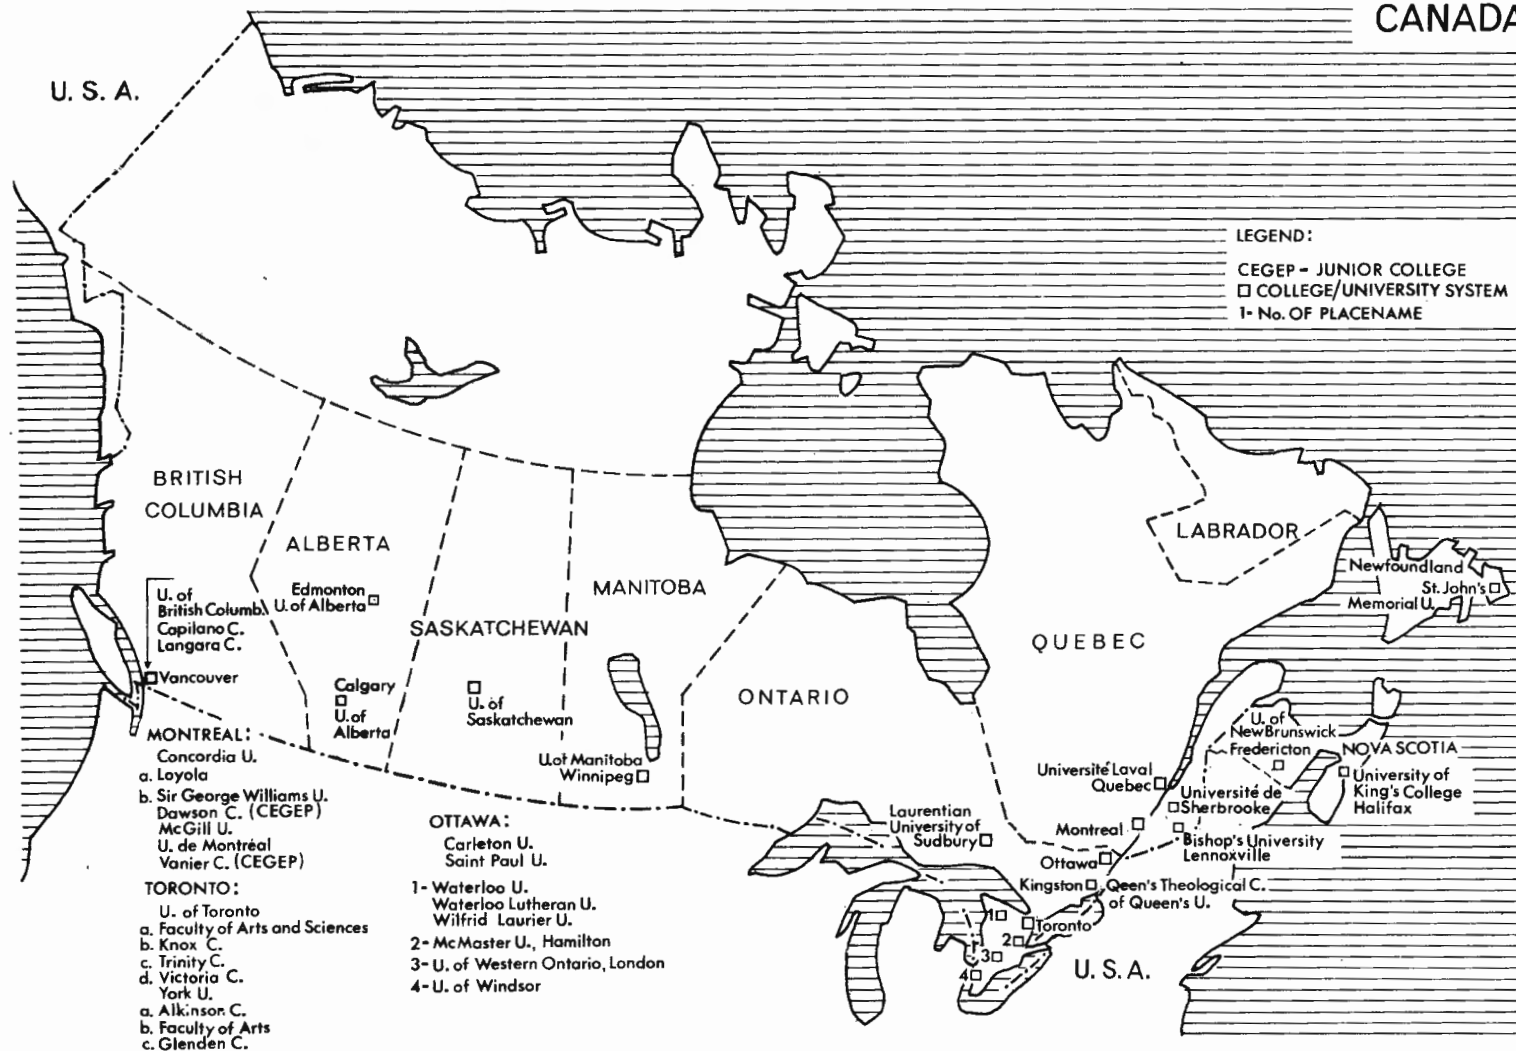 CANADA
U. S. A.
LEGEND:
CEGEP - JUNIOR COLLEGE
□ COLLEGE/UNIVERSITY SYSTEM
1- No. OF PLACENAME
BRITISH
COLUMBIA
ALBERTA
SASKATCHEWAN
MANITOBA
ONTARIO
QUEBEC
LABRADOR
Newfoundland
St. John's
Memorial U.
U. of
British Columb.
Capilano C.
Langara C.
Vancouver
Edmonton
U. of Alberta
Calgary
U. of
Alberta
U. of
Saskatchewan
U. of Manitoba
Winnipeg
U. of
New Brunswick
Fredericton
NOVA SCOTIA
University of
King's College
Halifax
Université Laval
Quebec
Université de
Sherbrooke
Montreal
Bishop's University
Lennoxville
Laurentian
University of
Sudbury
Ottawa
Kingston
Qeen's Theological C.
of Queen's U.
Toronto
1
2
3
4
U. S. A.
MONTREAL:
Concordia U.
a. Loyola
b. Sir George Williams U.
Dawson C. (CEGEP)
McGill U.
U. de Montréal
Vanier C. (CEGEP)
TORONTO:
U. of Toronto
a. Faculty of Arts and Sciences
b. Knox C.
c. Trinity C.
d. Victoria C.
York U.
a. Alkinson C.
b. Faculty of Arts
c. Glenden C.
OTTAWA:
Carleton U.
Saint Paul U.
1- Waterloo U.
Waterloo Lutheran U.
Wilfrid Laurier U.
2- McMaster U., Hamilton
3- U. of Western Ontario, London
4- U. of Windsor